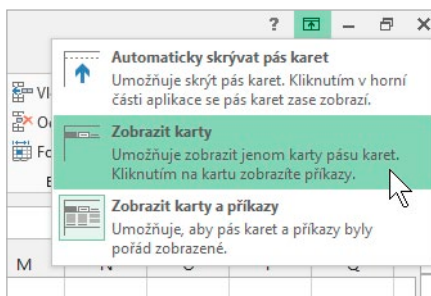 ?
Automaticky skrývat pás karet
Umožňuje skrýt pás karet. Kliknutím v horní
části aplikace se pás karet zase zobrazí.
Zobrazit karty
Umožňuje zobrazit jenom karty pásu karet.
Kliknutím na kartu zobrazíte příkazy.
Zobrazit karty a příkazy
Umožňuje, aby pás karet a příkazy byly
pořád zobrazené.
M